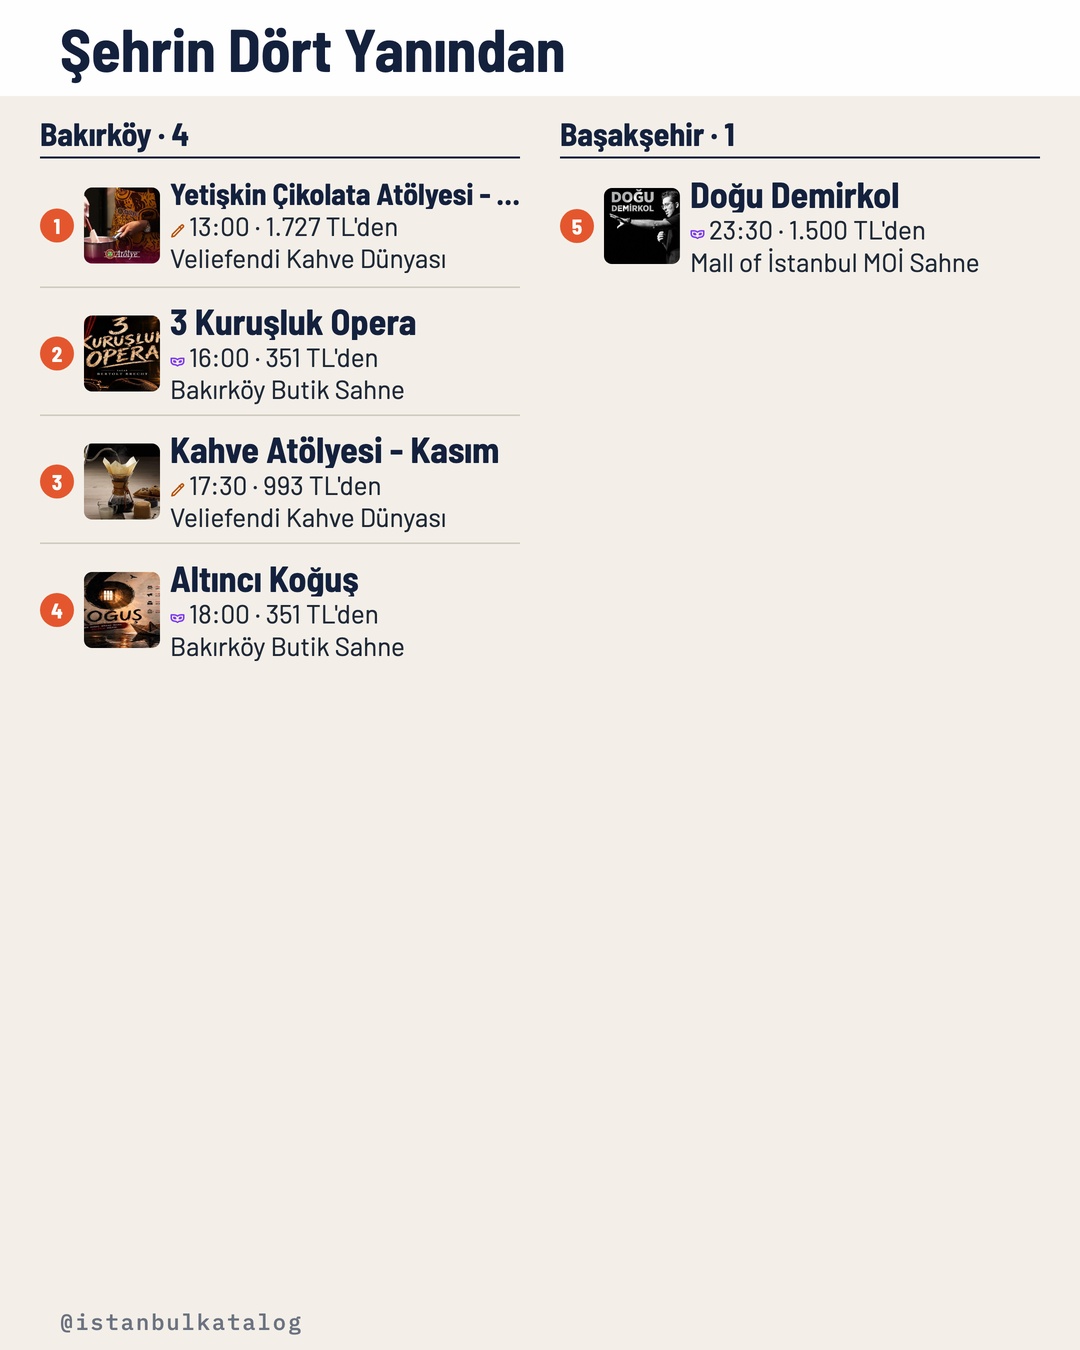 Şehrin Dört Yanından
Bakırköy · 4
1
Atölye
Yetişkin Çikolata Atölyesi - ...
13:00 · 1.727 TL'den
Veliefendi Kahve Dünyası
2
3
KURUŞLUK
OPERA
BERTOLT BRECHT
3 Kuruşluk Opera
16:00 · 351 TL'den
Bakırköy Butik Sahne
3
Kahve Atölyesi - Kasım
17:30 · 993 TL'den
Veliefendi Kahve Dünyası
4
KOĞUŞ
Altıncı Koğuş
18:00 · 351 TL'den
Bakırköy Butik Sahne
Başakşehir · 1
5
DOĞU
DEMİRKOL
Doğu Demirkol
23:30 · 1.500 TL'den
Mall of İstanbul MOİ Sahne
@istanbulkatalog